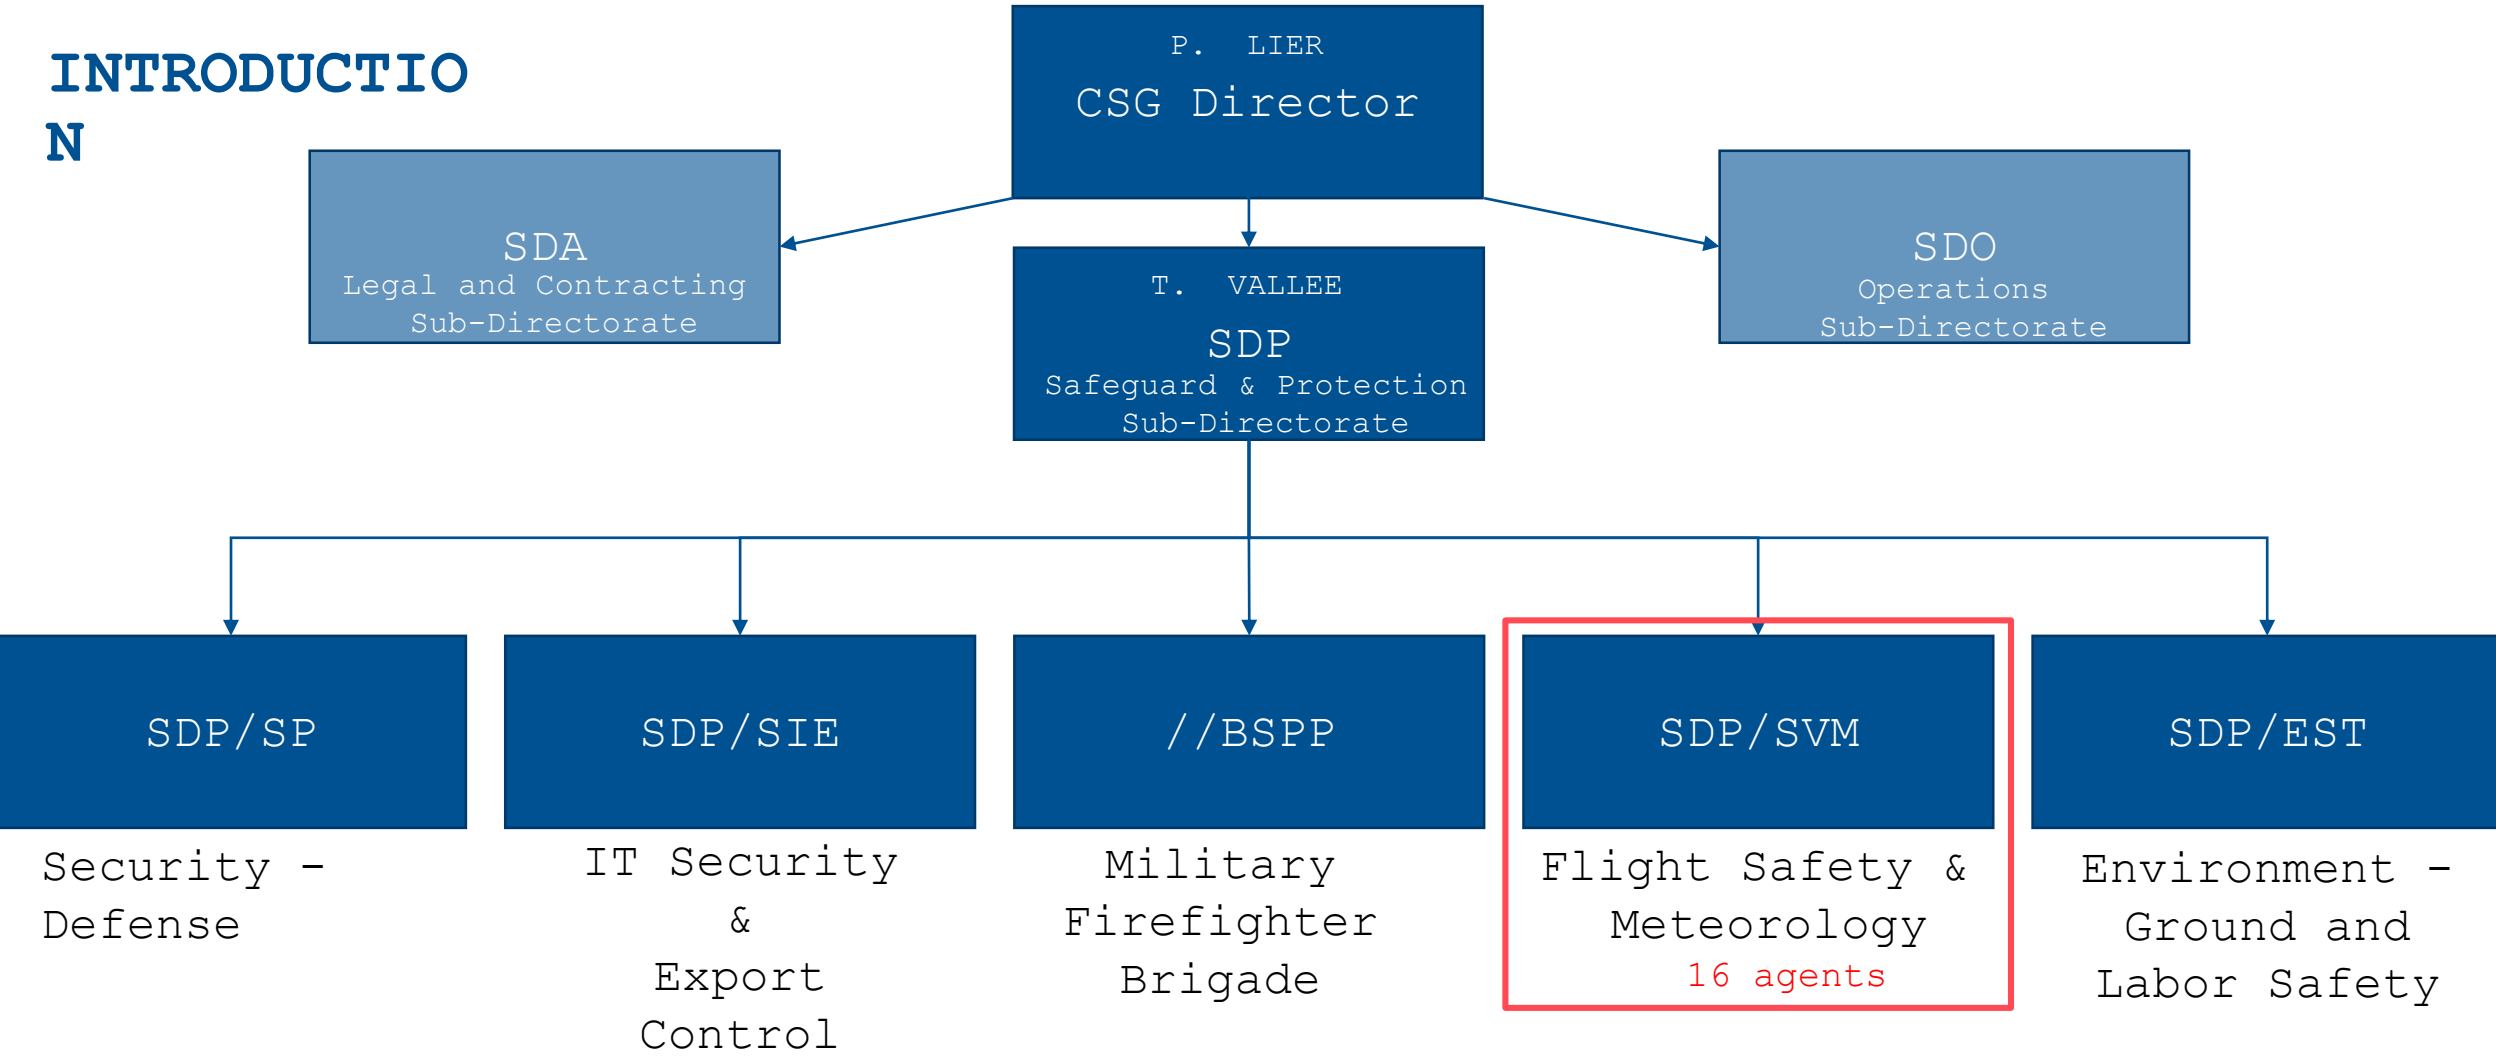 INTRODUCTIO
N
P. LIER
CSG Director
SDA
Legal and Contracting
Sub-Directorate
T. VALLEE
SDP
Safeguard & Protection
Sub-Directorate
SDO
Operations
Sub-Directorate
SDP/SP
SDP/SIE
//BSPP
SDP/SVM
SDP/EST
Security -
Defense
IT Security
&
Export
Control
Military
Firefighter
Brigade
Flight Safety &
Meteorology
16 agents
Environment -
Ground and
Labor Safety